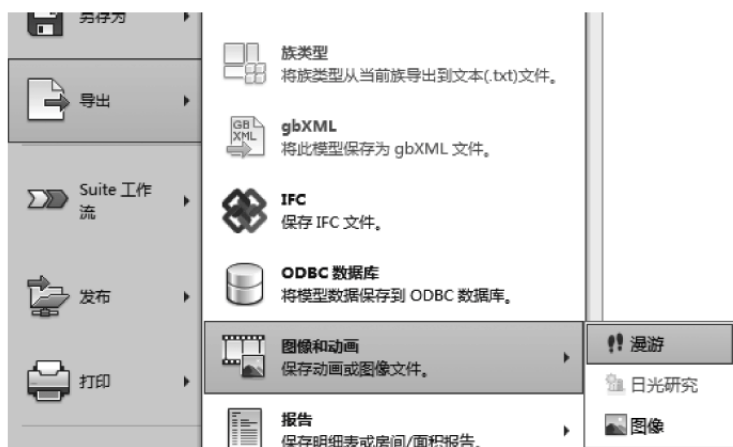 另存为
导出
Suite 工作
流
发布
打印
族类型
将族类型从当前族导出到文本(.txt)文件。
GB
XML
gbXML
将此模型保存为 gbXML 文件。
IFC
保存 IFC 文件。
ODBC 数据库
将模型数据保存到 ODBC 数据库。
图像和动画
保存动画或图像文件。
报告
保存明细表或房间/面积报告。
漫游
日光研究
图像